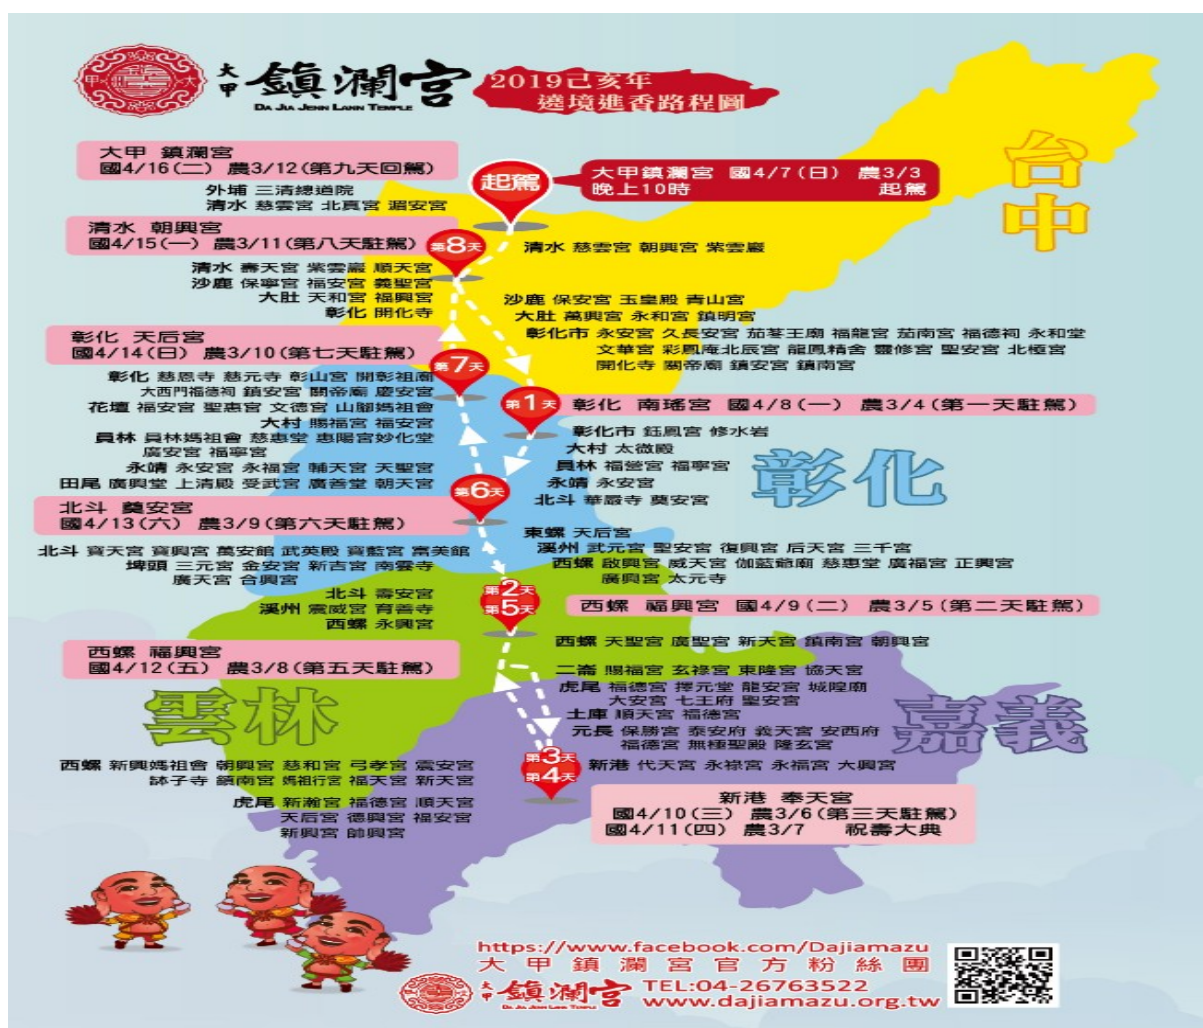 大甲 鎮瀾宮
DA JIA JENN LANN TEMPLE
2019己亥年
遶境進香路程圖
台中
大甲 鎮瀾宮
國4/16(二) 農3/12(第九天回駕)
起駕
大甲鎮瀾宮 國4/7(日) 農3/3
晚上10時 起駕
外埔 三清總道院
清水 慈雲宮 北真宮 湄安宮
清水 朝興宮
國4/15(一) 農3/11(第八天駐駕)
第8天
清水 慈雲宮 朝興宮 紫雲巖
清水 壽天宮 紫雲巖 順天宮
沙鹿 保寧宮 福安宮 義聖宮
大肚 天和宮 福興宮
彰化 開化寺
沙鹿 保安宮 玉皇殿 青山宮
大肚 萬興宮 永和宮 鎮明宮
彰化市 永安宮 久長安宮 茄苳王廟 福龍宮 茄南宮 福德祠 永和堂
文華宮 彩鳳庵北辰宮 龍鳳精舍 靈修宮 聖安宮 北極宮
開化寺 關帝廟 鎮安宮 鎮南宮
彰化 天后宮
國4/14(日) 農3/10(第七天駐駕)
第7天
彰化 慈恩寺 慈元寺 彰山宮 開彰祖廟
大西門福德祠 鎮安宮 關帝廟 慶安宮
花壇 福安宮 聖惠宮 文德宮 山腳媽祖會
大村 賜福宮 福安宮
員林 員林媽祖會 慈惠堂 惠陽宮妙化堂
廣安宮 福寧宮
永靖 永安宮 永福宮 輔天宮 天聖宮
田尾 廣興堂 上清殿 受武宮 廣善堂 朝天宮
第1天
彰化 南瑤宮 國4/8(一) 農3/4(第一天駐駕)
彰化市 鈺鳳宮 修水岩
大村 太微殿
員林 福營宮 福寧宮
永靖 永安宮
北斗 華嚴寺 奠安宮
彰化
第6天
北斗 奠安宮
國4/13(六) 農3/9(第六天駐駕)
東螺 天后宮
溪州 武元宮 聖安宮 復興宮 后天宮 三千宮
西螺 啟興宮 威天宮 伽藍爺廟 慈惠堂 廣福宮 正興宮
廣興宮 太元寺
北斗 寶天宮 寶興宮 萬安館 武英殿 寶藍宮 富美館
埤頭 三元宮 金安宮 新吉宮 南雲寺
廣天宮 合興宮
北斗 壽安宮
溪州 震威宮 育善寺
西螺 永興宮
第2天
第5天
西螺 福興宮 國4/9(二) 農3/5(第二天駐駕)
西螺 福興宮
國4/12(五) 農3/8(第五天駐駕)
雲林
西螺 天聖宮 廣聖宮 新天宮 鎮南宮 朝興宮
二崙 賜福宮 玄祿宮 東隆宮 協天宮
虎尾 福德宮 擇元堂 龍安宮 城隍廟
大安宮 七王府 聖安宮
土庫 順天宮 福德宮
元長 保勝宮 泰安府 義天宮 安西府
福德宮 無極聖殿 隆玄宮
嘉義
新港 代天宮 永祿宮 永福宮 大興宮
第3天
第4天
西螺 新興媽祖會 朝興宮 慈和宮 弓孝宮 震安宮
鉢子寺 鎮南宮 媽祖行宮 福天宮 新天宮
虎尾 新瀚宮 福德宮 順天宮
天后宮 德興宮 福安宮
新興宮 帥興宮
新港 奉天宮
國4/10(三) 農3/6(第三天駐駕)
國4/11(四) 農3/7 祝壽大典
https://www.facebook.com/Dajiamazu
大甲鎮瀾宮官方粉絲團
大甲 鎮瀾宮
DA JIA JENN LANN TEMPLE
TEL:04-26763522
www.dajiamazu.org.tw